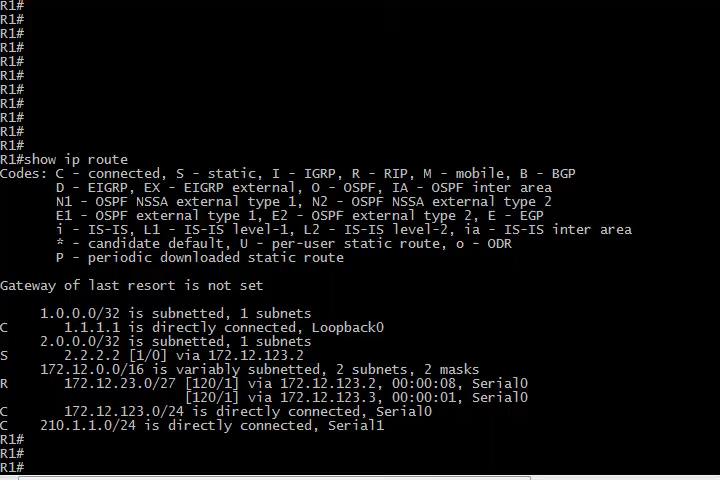 R1#
R1#
R1#
R1#
R1#
R1#
R1#
R1#
R1#
R1#
R1#
R1#show ip route
Codes: C - connected, S - static, I - IGRP, R - RIP, M - mobile, B - BGP
       D - EIGRP, EX - EIGRP external, O - OSPF, IA - OSPF inter area
       N1 - OSPF NSSA external type 1, N2 - OSPF NSSA external type 2
       E1 - OSPF external type 1, E2 - OSPF external type 2, E - EGP
       i - IS-IS, L1 - IS-IS level-1, L2 - IS-IS level-2, ia - IS-IS inter area
       * - candidate default, U - per-user static route, o - ODR
       P - periodic downloaded static route
Gateway of last resort is not set
     1.0.0.0/32 is subnetted, 1 subnets
C       1.1.1.1 is directly connected, Loopback0
     2.0.0.0/32 is subnetted, 1 subnets
S       2.2.2.2 [1/0] via 172.12.123.2
     172.12.0.0/16 is variably subnetted, 2 subnets, 2 masks
R       172.12.23.0/27 [120/1] via 172.12.123.2, 00:00:08, Serial0
                       [120/1] via 172.12.123.3, 00:00:01, Serial0
C       172.12.123.0/24 is directly connected, Serial0
C    210.1.1.0/24 is directly connected, Serial1
R1#
R1#
R1#